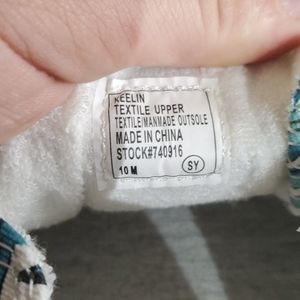 KEELIN
TEXTILE UPPER
TEXTILE/MANMADE OUTSOLE
MADE IN CHINA
STOCK#740916
10 M SY